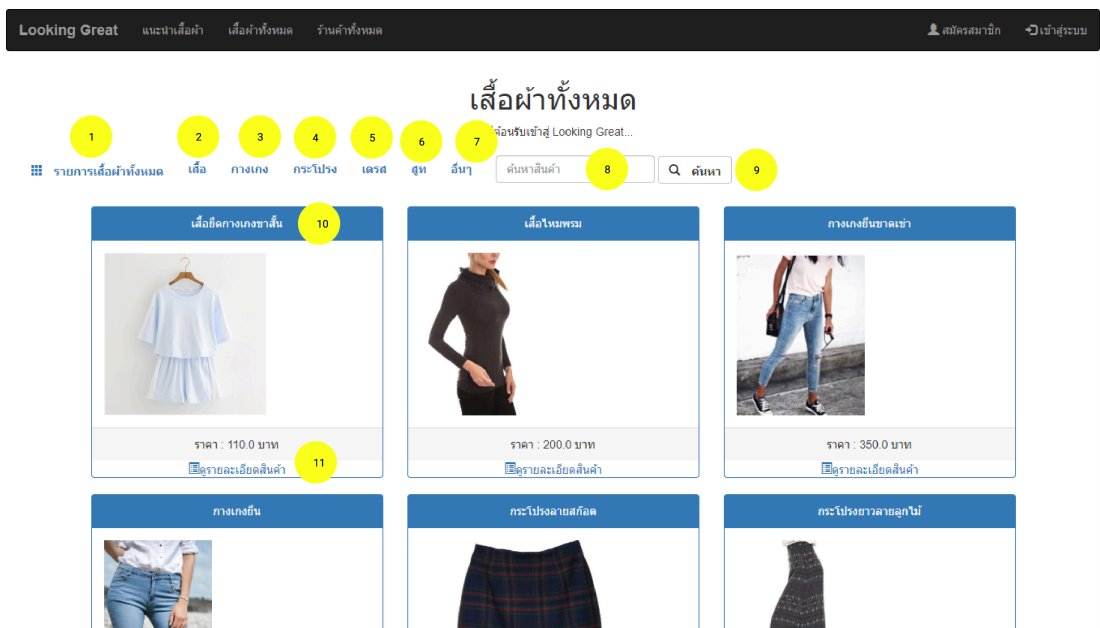 Looking Great แนะนำเสื้อผ้า เสื้อผ้าทั้งหมด ร้านค้าทั้งหมด สมัครสมาชิก เข้าสู่ระบบ
เสื้อผ้าทั้งหมด
ต้อนรับเข้าสู่ Looking Great...
1 2 3 4 5 6 7
รายการเสื้อผ้าทั้งหมด เสื้อ กางเกง กระโปรง เดรส สูท อื่นๆ ค้นหาสินค้า 8 ค้นหา 9
เสื้อยืดกางเกงขาสั้น 10 เสื้อไหมพรม กางเกงยีนขาดเข่า
ราคา : 110.0 บาท ราคา : 200.0 บาท ราคา : 350.0 บาท
ดูรายละเอียดสินค้า 11 ดูรายละเอียดสินค้า ดูรายละเอียดสินค้า
กางเกงยีน กระโปรงลายสก๊อต กระโปรงยาวลายลูกไม้